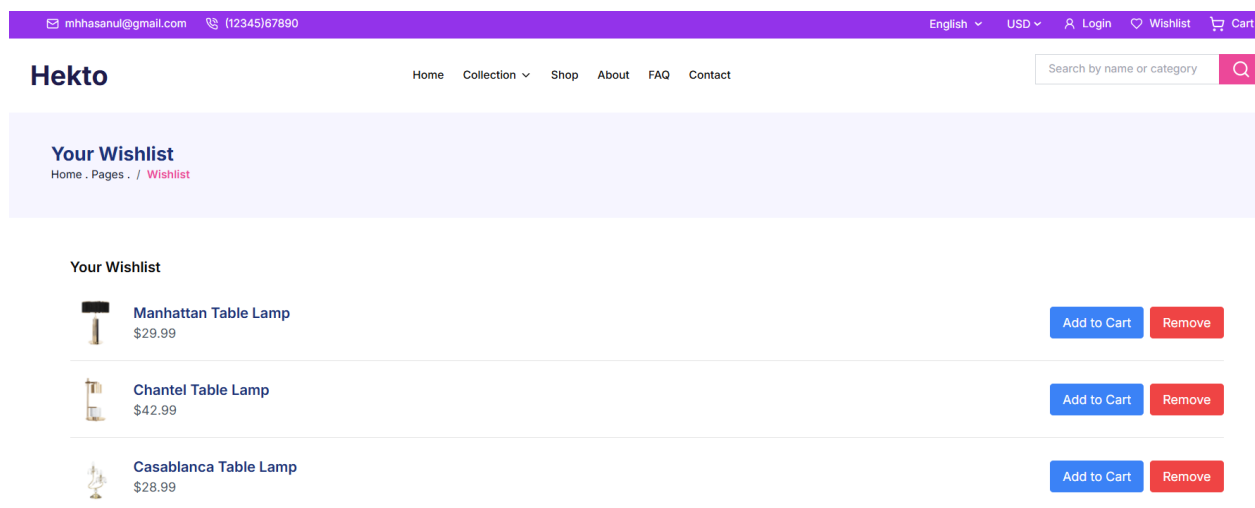 mhhasanul@gmail.com (12345)67890 English USD Login Wishlist Cart
Hekto Home Collection Shop About FAQ Contact Search by name or category
Your Wishlist
Home . Pages . / Wishlist
Your Wishlist
Manhattan Table Lamp
$29.99
Add to Cart Remove
Chantel Table Lamp
$42.99
Add to Cart Remove
Casablanca Table Lamp
$28.99
Add to Cart Remove